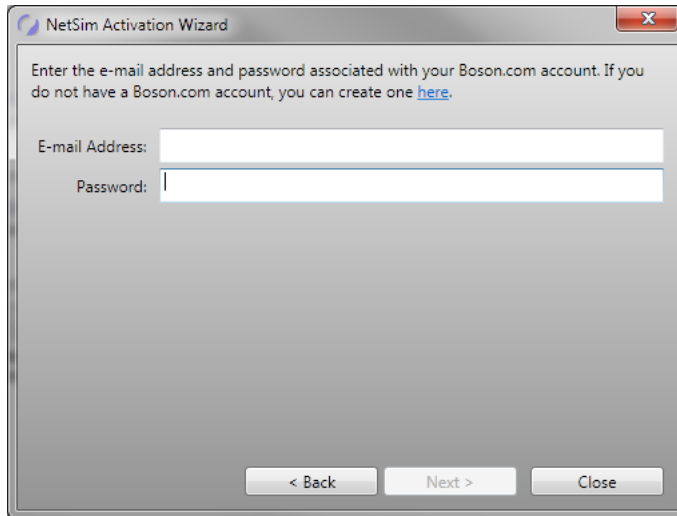 NetSim Activation Wizard
Enter the e-mail address and password associated with your Boson.com account. If you
do not have a Boson.com account, you can create one here.
E-mail Address:
Password:
< Back
Next >
Close